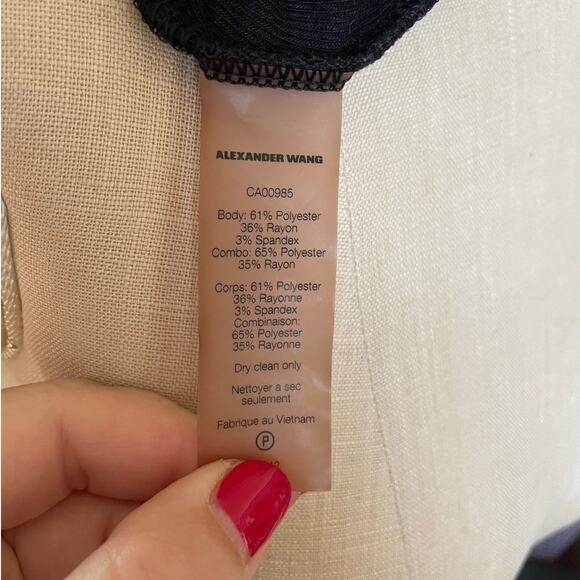 ALEXANDER WANG
CA00985
Body: 61% Polyester
36% Rayon
3% Spandex
Combo: 65% Polyester
35% Rayon
Corps: 61% Polyester
36% Rayonne
3% Spandex
Combinaison:
65% Polyester
35% Rayonne
Dry clean only
Nettoyer a sec
seulement
Fabrique au Vietnam
P